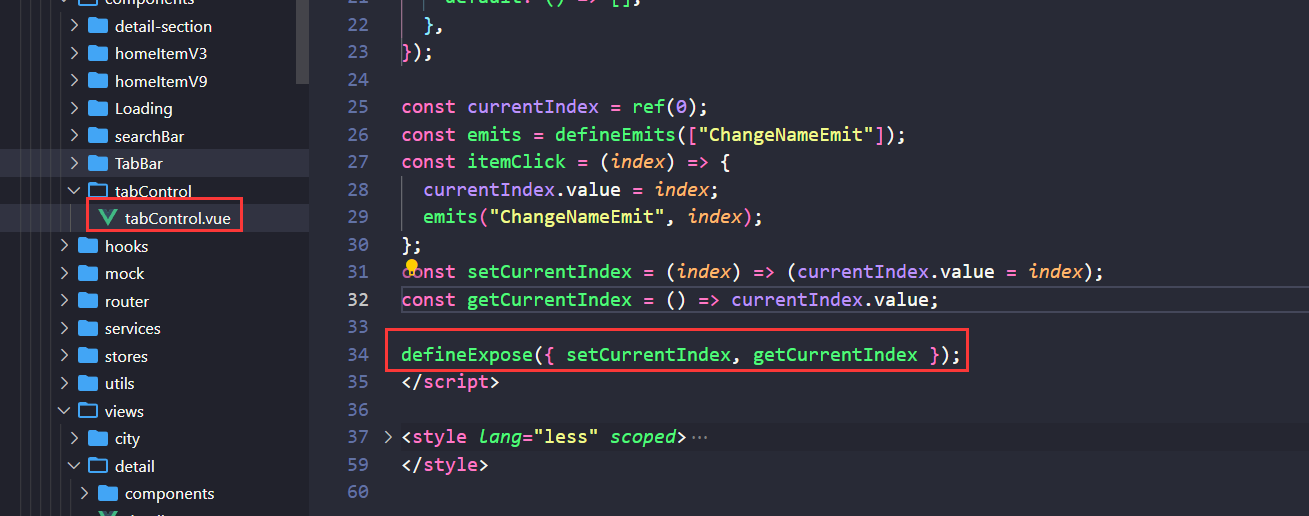 components
detail-section
homeItemV3
homeItemV9
Loading
searchBar
TabBar
tabControl
tabControl.vue
hooks
mock
router
services
stores
utils
views
city
detail
components
21 default: () => [],
22 },
23 });
24
25 const currentIndex = ref(0);
26 const emits = defineEmits(["ChangeNameEmit"]);
27 const itemClick = (index) => {
28 currentIndex.value = index;
29 emits("ChangeNameEmit", index);
30 };
31 const setCurrentIndex = (index) => (currentIndex.value = index);
32 const getCurrentIndex = () => currentIndex.value;
33
34 defineExpose({ setCurrentIndex, getCurrentIndex });
35 </script>
36
37 <style lang="less" scoped>···
59 </style>
60